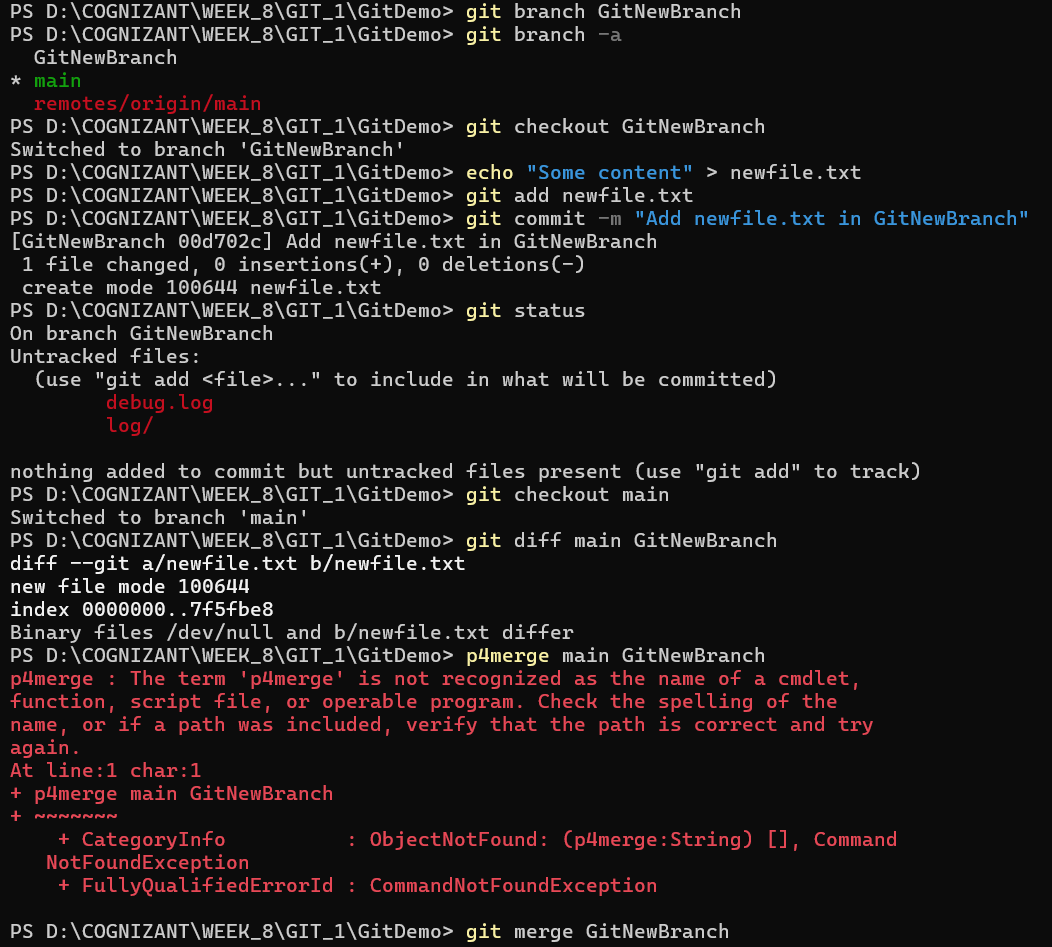 PS D:\COGNIZANT\WEEK_8\GIT_1\GitDemo> git branch GitNewBranch
PS D:\COGNIZANT\WEEK_8\GIT_1\GitDemo> git branch -a
  GitNewBranch
* main
  remotes/origin/main
PS D:\COGNIZANT\WEEK_8\GIT_1\GitDemo> git checkout GitNewBranch
Switched to branch 'GitNewBranch'
PS D:\COGNIZANT\WEEK_8\GIT_1\GitDemo> echo "Some content" > newfile.txt
PS D:\COGNIZANT\WEEK_8\GIT_1\GitDemo> git add newfile.txt
PS D:\COGNIZANT\WEEK_8\GIT_1\GitDemo> git commit -m "Add newfile.txt in GitNewBranch"
[GitNewBranch 00d702c] Add newfile.txt in GitNewBranch
 1 file changed, 0 insertions(+), 0 deletions(-)
 create mode 100644 newfile.txt
PS D:\COGNIZANT\WEEK_8\GIT_1\GitDemo> git status
On branch GitNewBranch
Untracked files:
  (use "git add <file>..." to include in what will be committed)
        debug.log
        log/

nothing added to commit but untracked files present (use "git add" to track)
PS D:\COGNIZANT\WEEK_8\GIT_1\GitDemo> git checkout main
Switched to branch 'main'
PS D:\COGNIZANT\WEEK_8\GIT_1\GitDemo> git diff main GitNewBranch
diff --git a/newfile.txt b/newfile.txt
new file mode 100644
index 0000000..7f5fbe8
Binary files /dev/null and b/newfile.txt differ
PS D:\COGNIZANT\WEEK_8\GIT_1\GitDemo> p4merge main GitNewBranch
p4merge : The term 'p4merge' is not recognized as the name of a cmdlet,
function, script file, or operable program. Check the spelling of the
name, or if a path was included, verify that the path is correct and try
again.
At line:1 char:1
+ p4merge main GitNewBranch
+ ~~~~~~~
    + CategoryInfo          : ObjectNotFound: (p4merge:String) [], Command
   NotFoundException
    + FullyQualifiedErrorId : CommandNotFoundException

PS D:\COGNIZANT\WEEK_8\GIT_1\GitDemo> git merge GitNewBranch